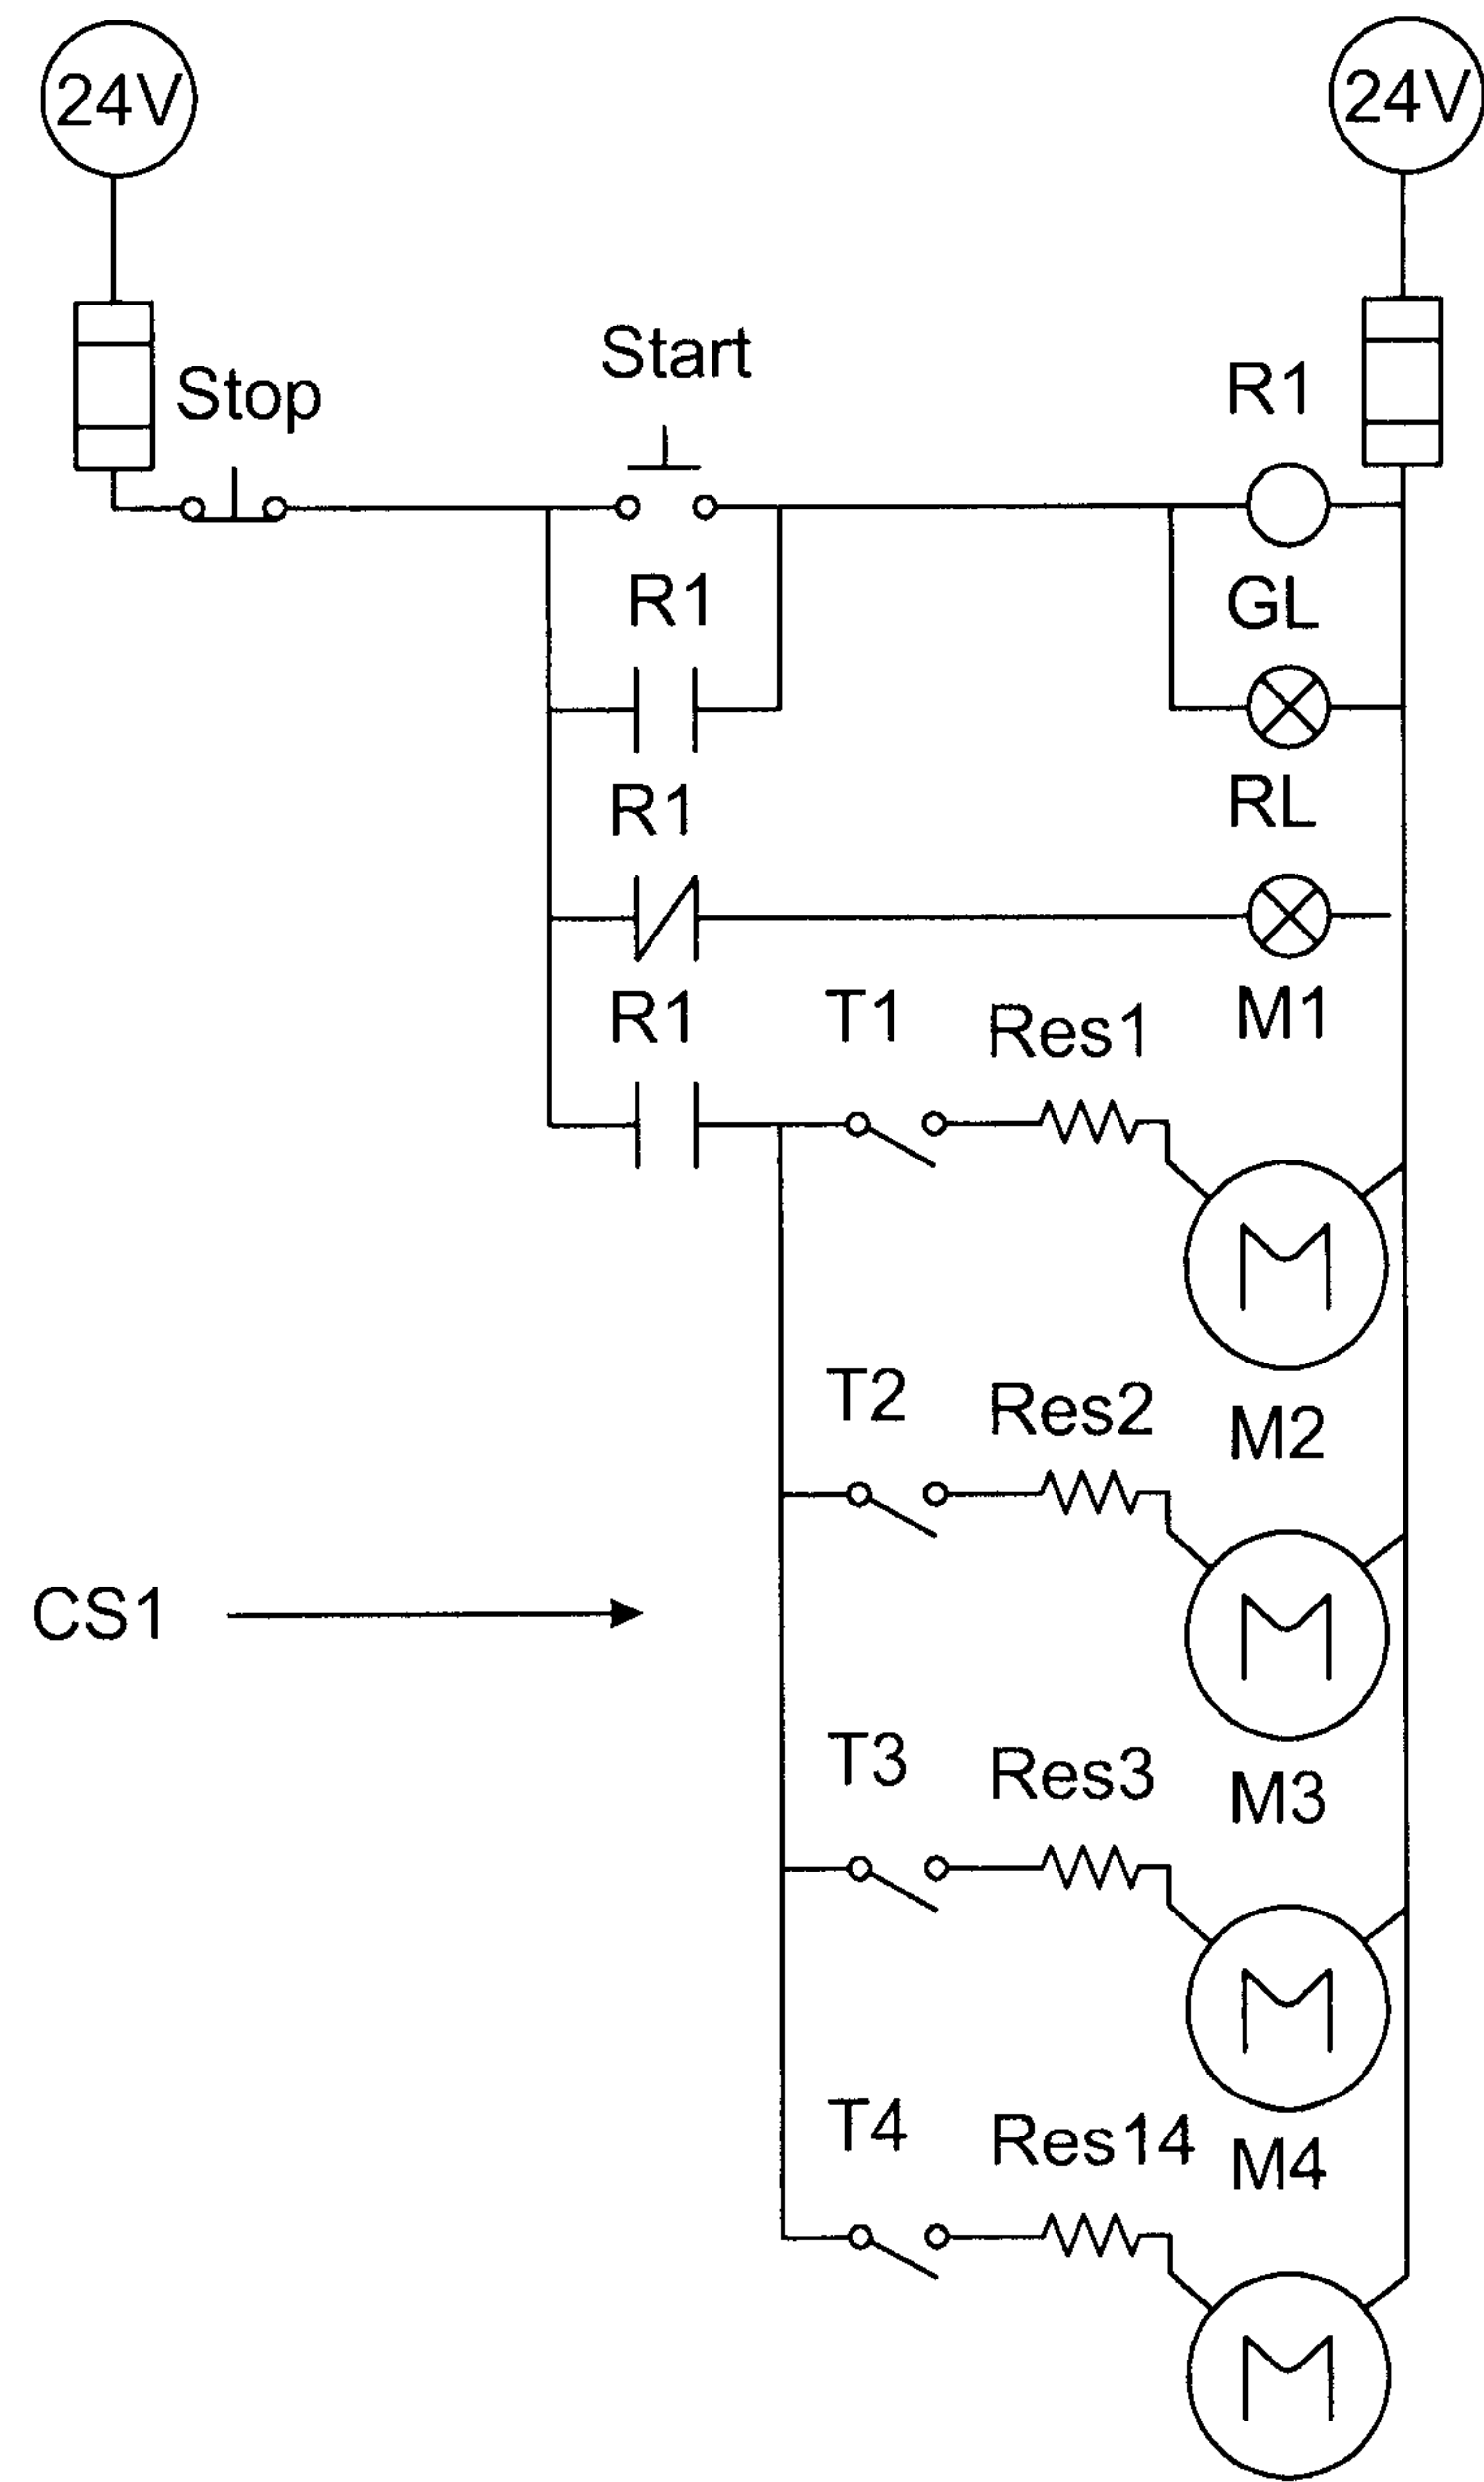 24V
24V
Stop
Start
R1
R1
GL
R1
RL
R1
T1
Res1
M1
M
T2
Res2
M2
M
CS1
T3
Res3
M3
M
T4
Res14
M4
M